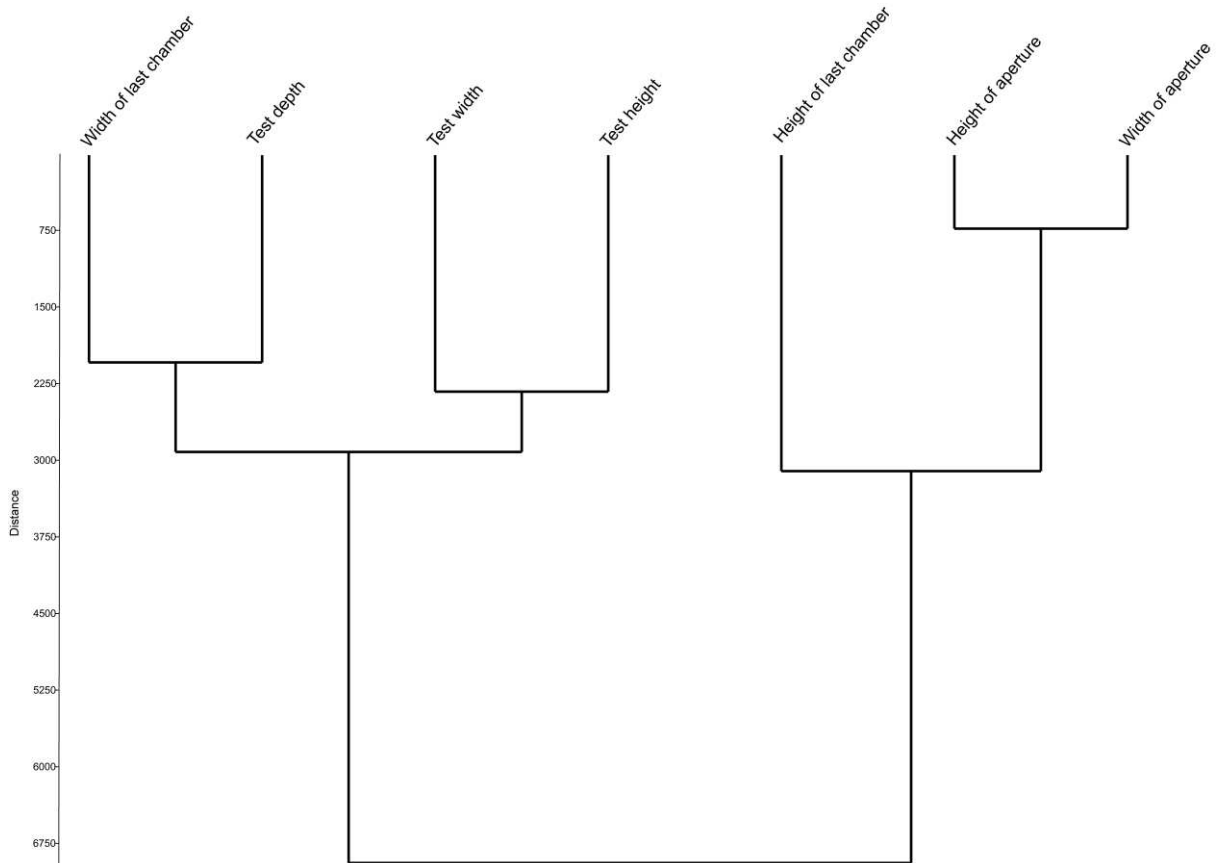 Width of last chamber
Test depth
Test width
Test height
Height of last chamber
Height of aperture
Width of aperture
750
1500
2250
3000
3750
4500
5250
6000
6750
Distance